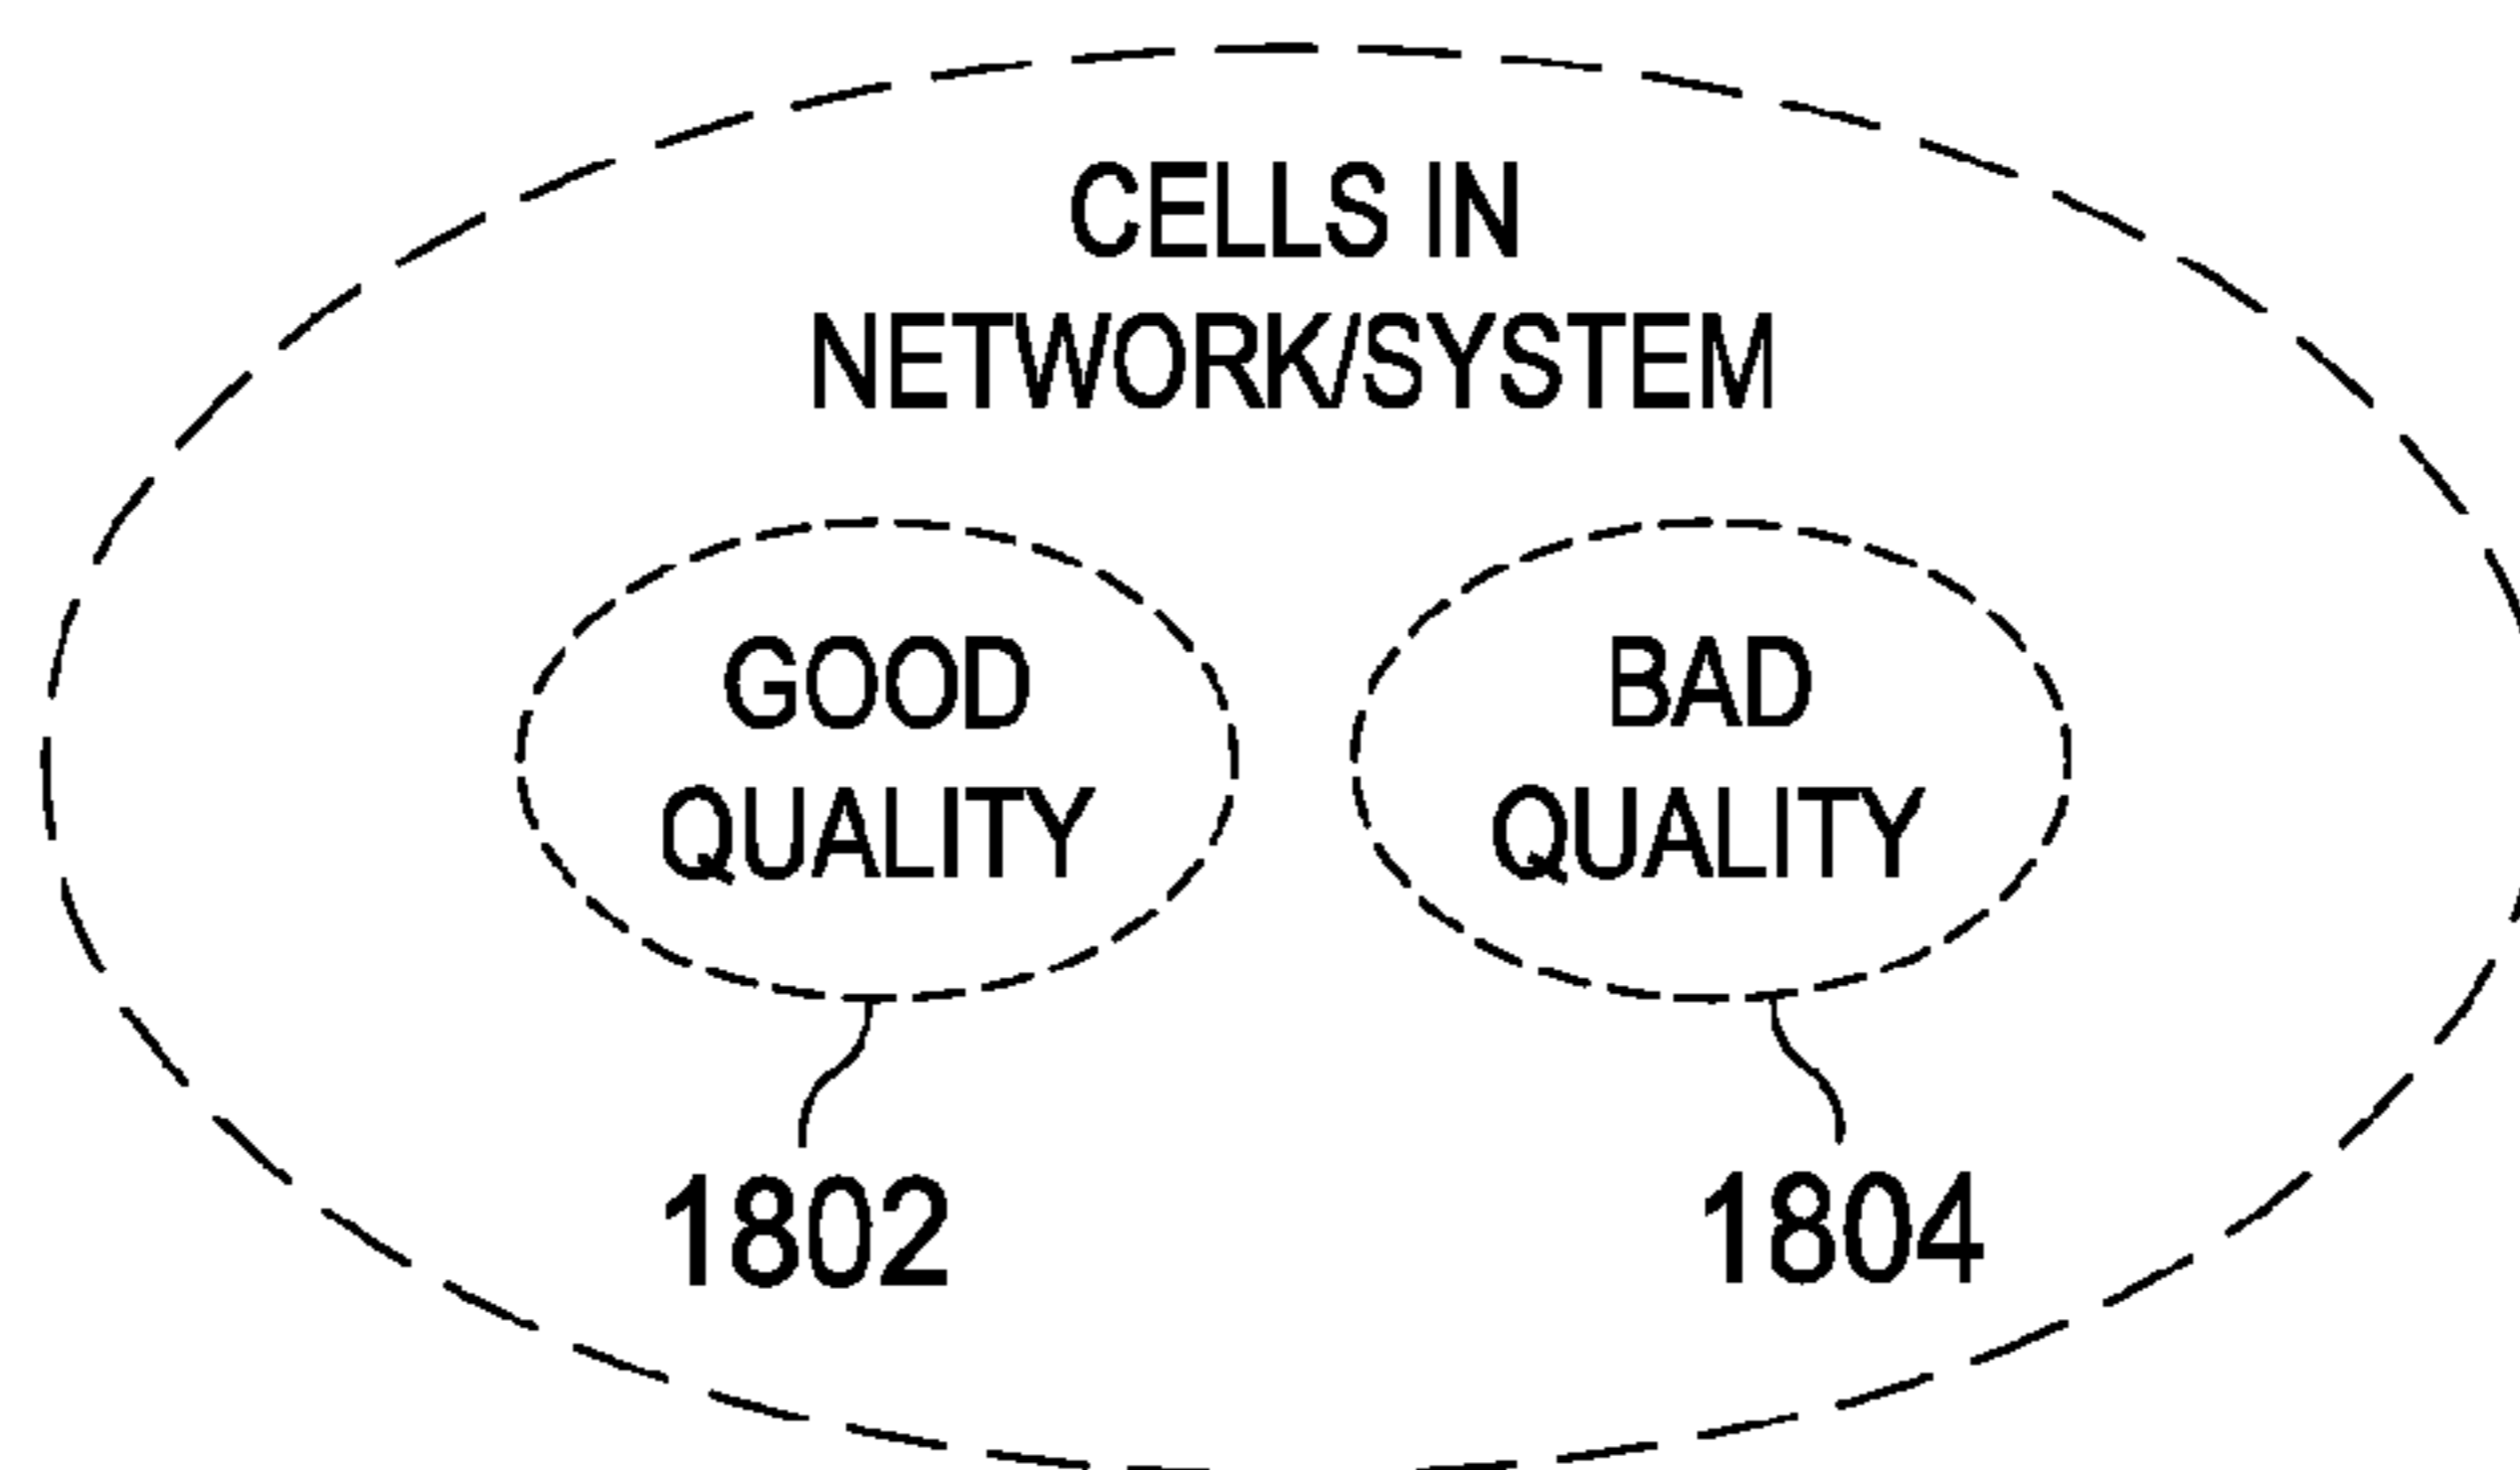 CELLS IN
NETWORK/SYSTEM
GOOD
QUALITY
BAD
QUALITY
1802
1804